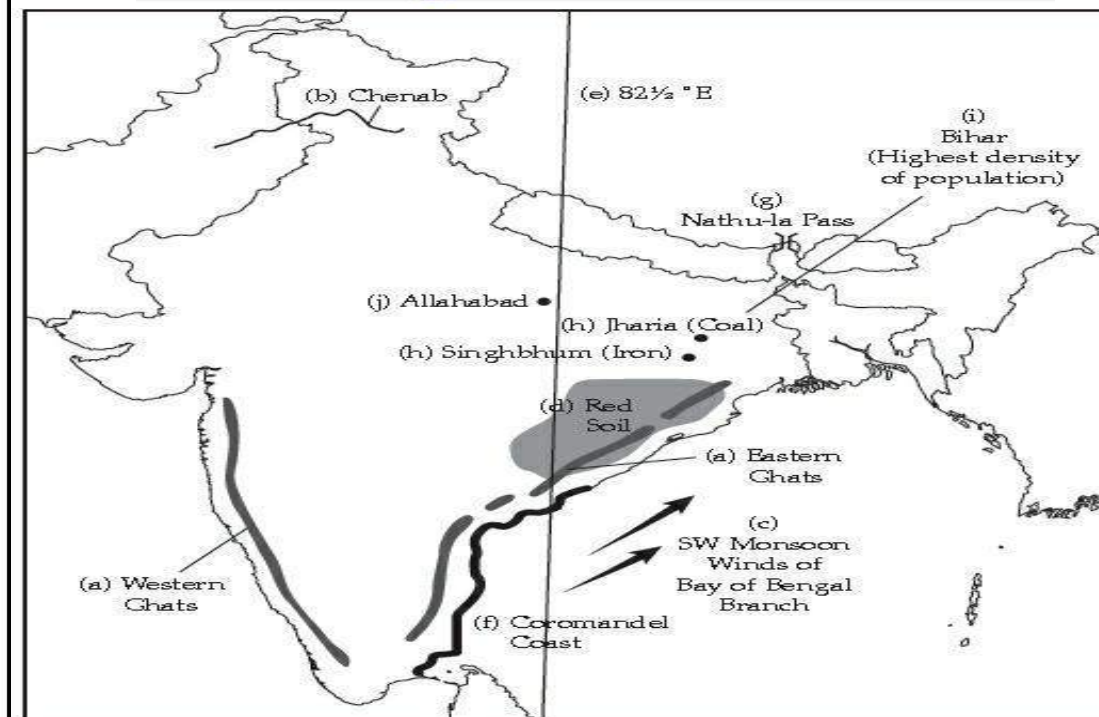 (b) Chenab
(e) 82½ °E
(i)
Bihar
(Highest density
of population)
(g)
Nathu-la Pass
(j) Allahabad
(h) Jharia (Coal)
(h) Singhbhum (Iron)
(d) Red
Soil
(a) Eastern
Ghats
(c)
SW Monsoon
Winds of
Bay of Bengal
Branch
(a) Western
Ghats
(f) Coromandel
Coast